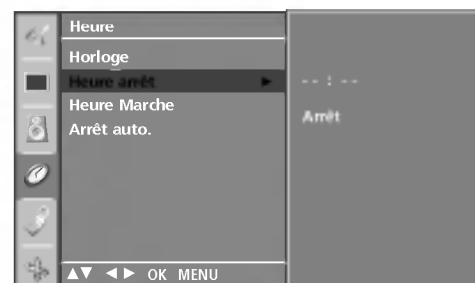 Heure
Horloge
Heure arrêt ►
- - : - -
Heure Marche
Arrêt
Arrêt auto.
▲▼ ◄ ► OK MENU